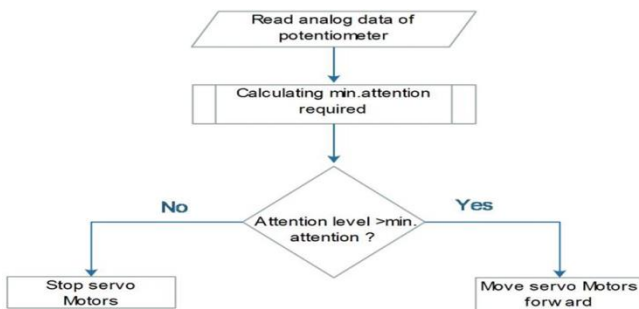 Read analog data of
potentiometer
Calculating min.attention
required
No
Yes
Attention level >min.
attention ?
Stop servo
Motors
Move servo Motors
forward